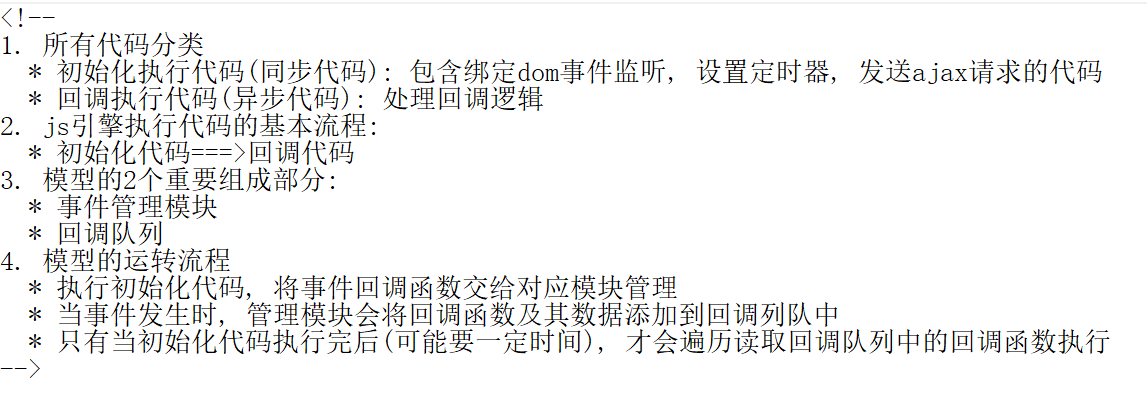 <!--
1. 所有代码分类
  * 初始化执行代码(同步代码): 包含绑定dom事件监听, 设置定时器, 发送ajax请求的代码
  * 回调执行代码(异步代码): 处理回调逻辑
2. js引擎执行代码的基本流程:
  * 初始化代码===>回调代码
3. 模型的2个重要组成部分:
  * 事件管理模块
  * 回调队列
4. 模型的运转流程
  * 执行初始化代码, 将事件回调函数交给对应模块管理
  * 当事件发生时, 管理模块会将回调函数及其数据添加到回调列队中
  * 只有当初始化代码执行完后(可能要一定时间), 才会遍历读取回调队列中的回调函数执行
-->